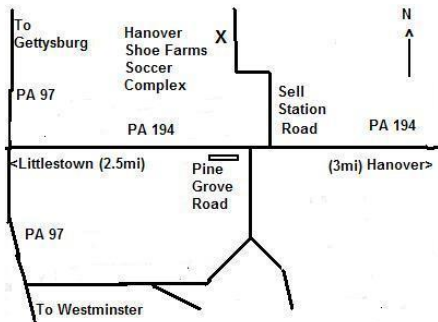 To
Gettysburg
Hanover
Shoe Farms
Soccer
Complex
X
N
PA 97
Sell
Station
Road
PA 194
PA 194
<Littlestown (2.5mi)
Pine
Grove
Road
(3mi) Hanover>
PA 97
To Westminster